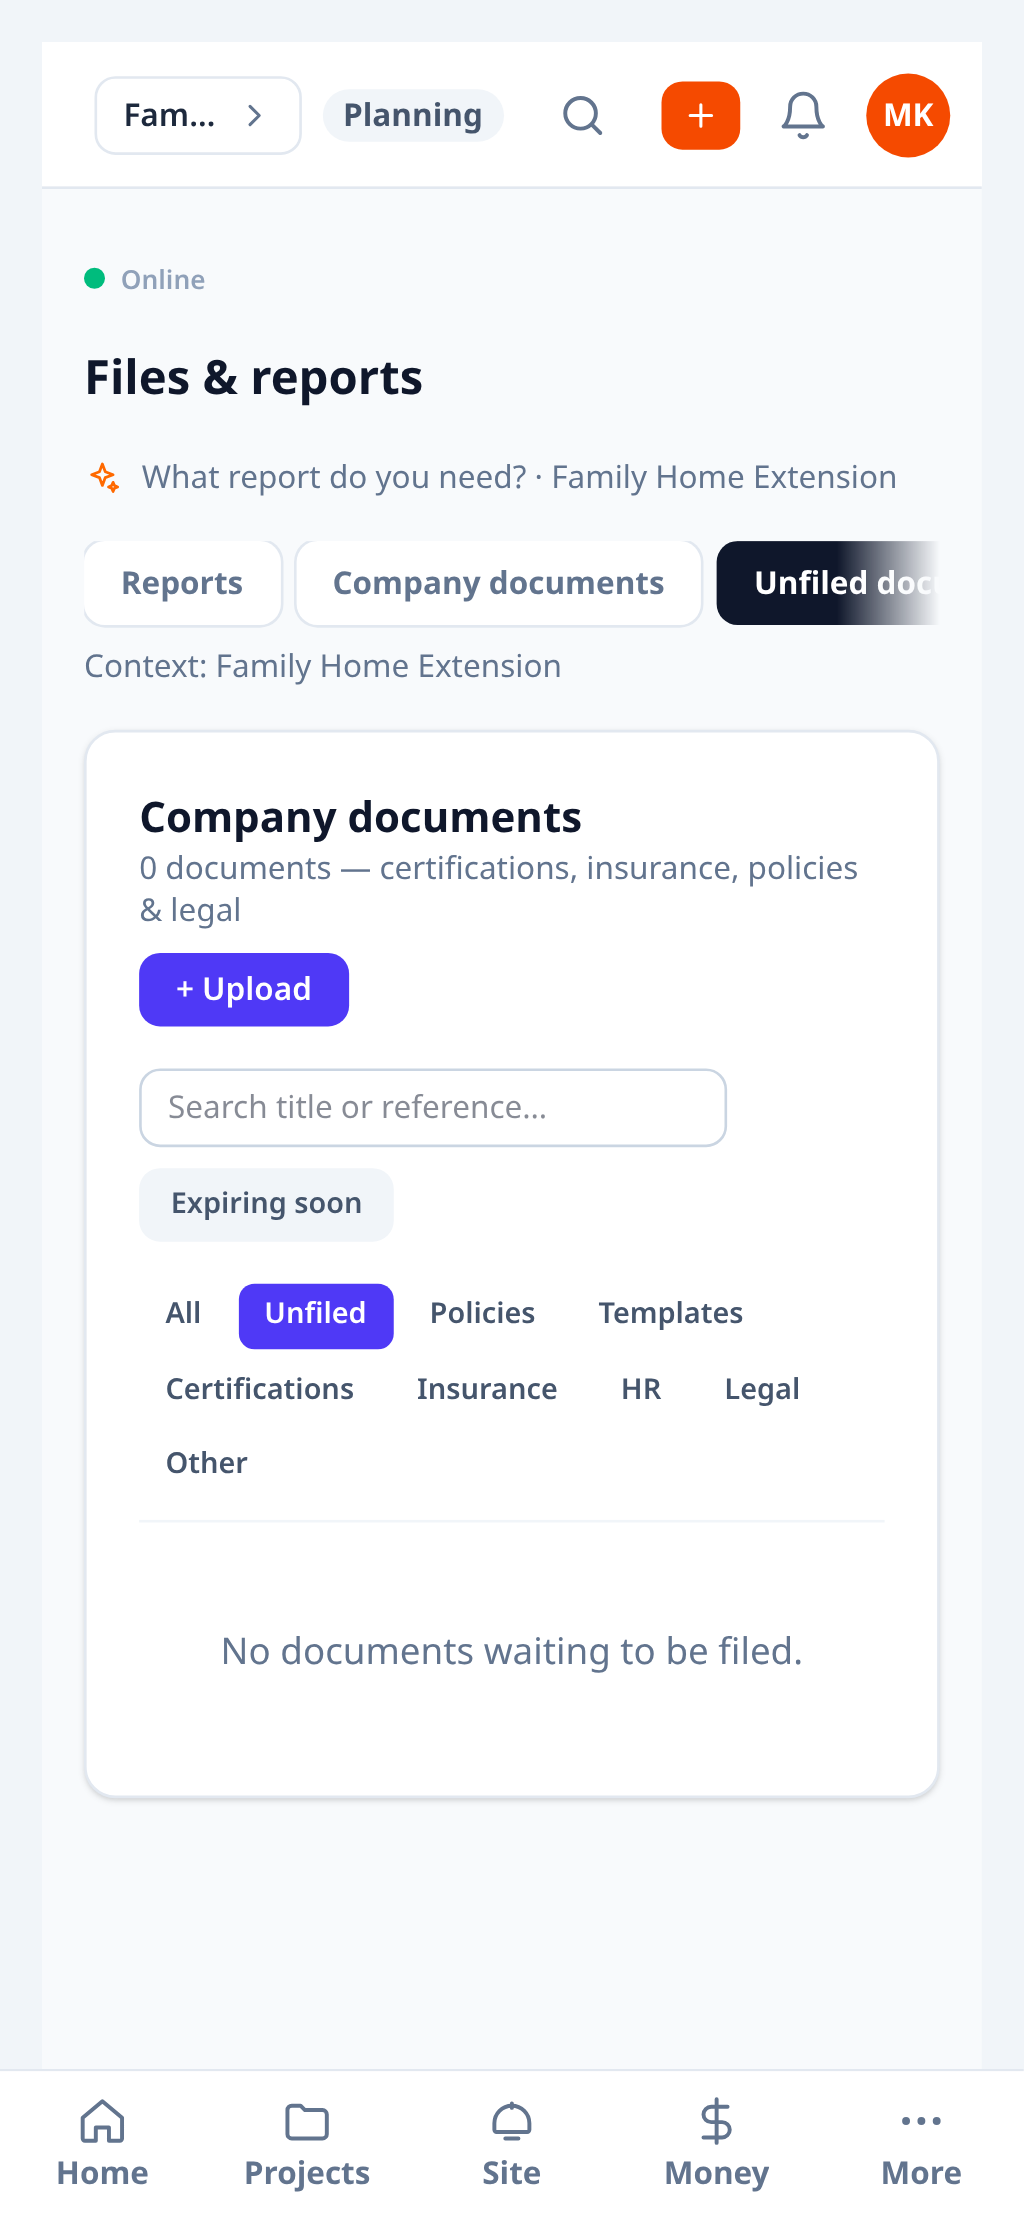 Fam...
Planning
MK
Online
Files & reports
What report do you need? · Family Home Extension
Reports
Company documents
Unfiled
Context: Family Home Extension
Company documents
0 documents — certifications, insurance, policies
& legal
+ Upload
Search title or reference...
Expiring soon
All
Unfiled
Policies
Templates
Certifications
Insurance
HR
Legal
Other
No documents waiting to be filed.
Home
Projects
Site
Money
More